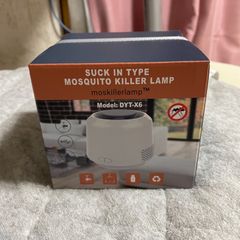 SUCK IN TYPE
MOSQUITO KILLER LAMP
moskillerlamp™
Model: DYT-X6